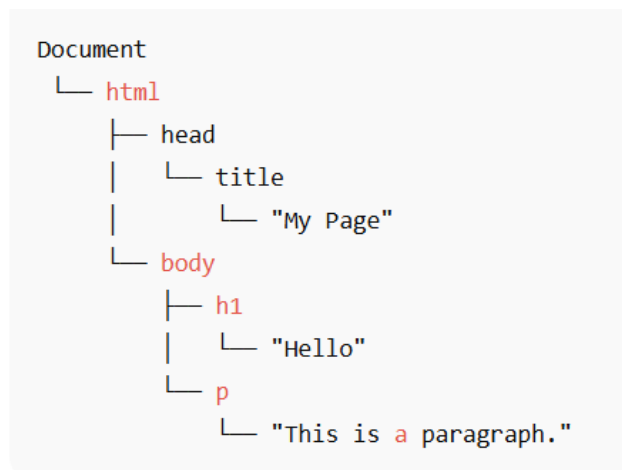 Document
└── html
    ├── head
    │   └── title
    │       └── "My Page"
    └── body
        ├── h1
        │   └── "Hello"
        └── p
            └── "This is a paragraph."